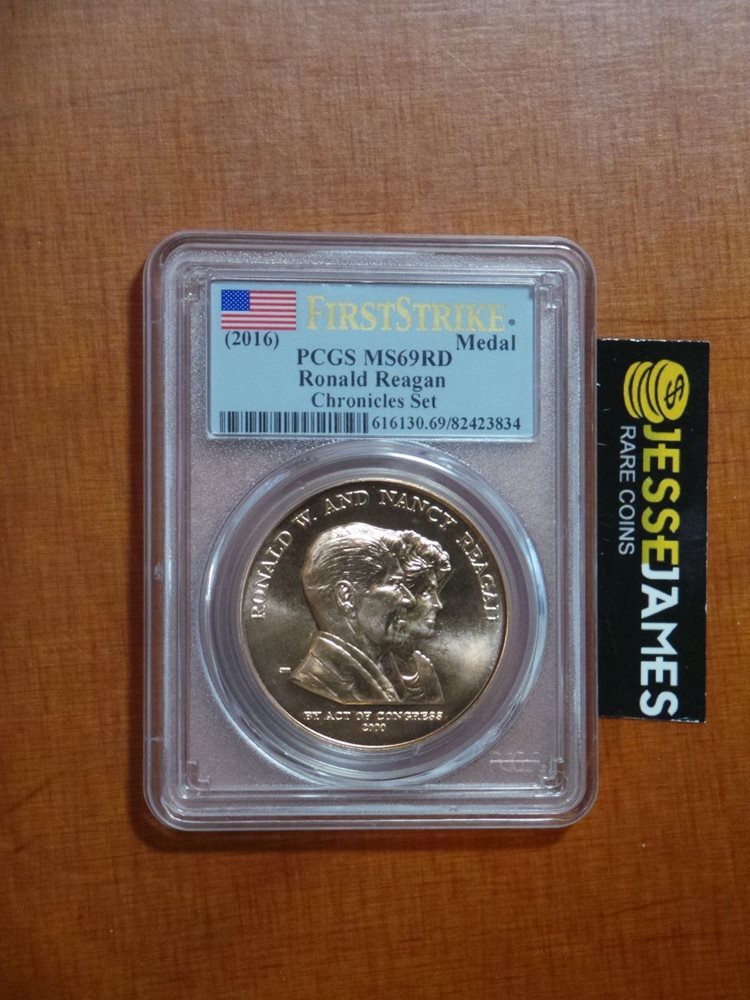 FIRSTSTRIKE®
(2016) Medal
PCGS MS69RD
Ronald Reagan
Chronicles Set
616130.69/82423834
RONALD W. AND NANCY REAGAN
BY ACT OF CONGRESS
2000
JESSEJAMES
RARE COINS